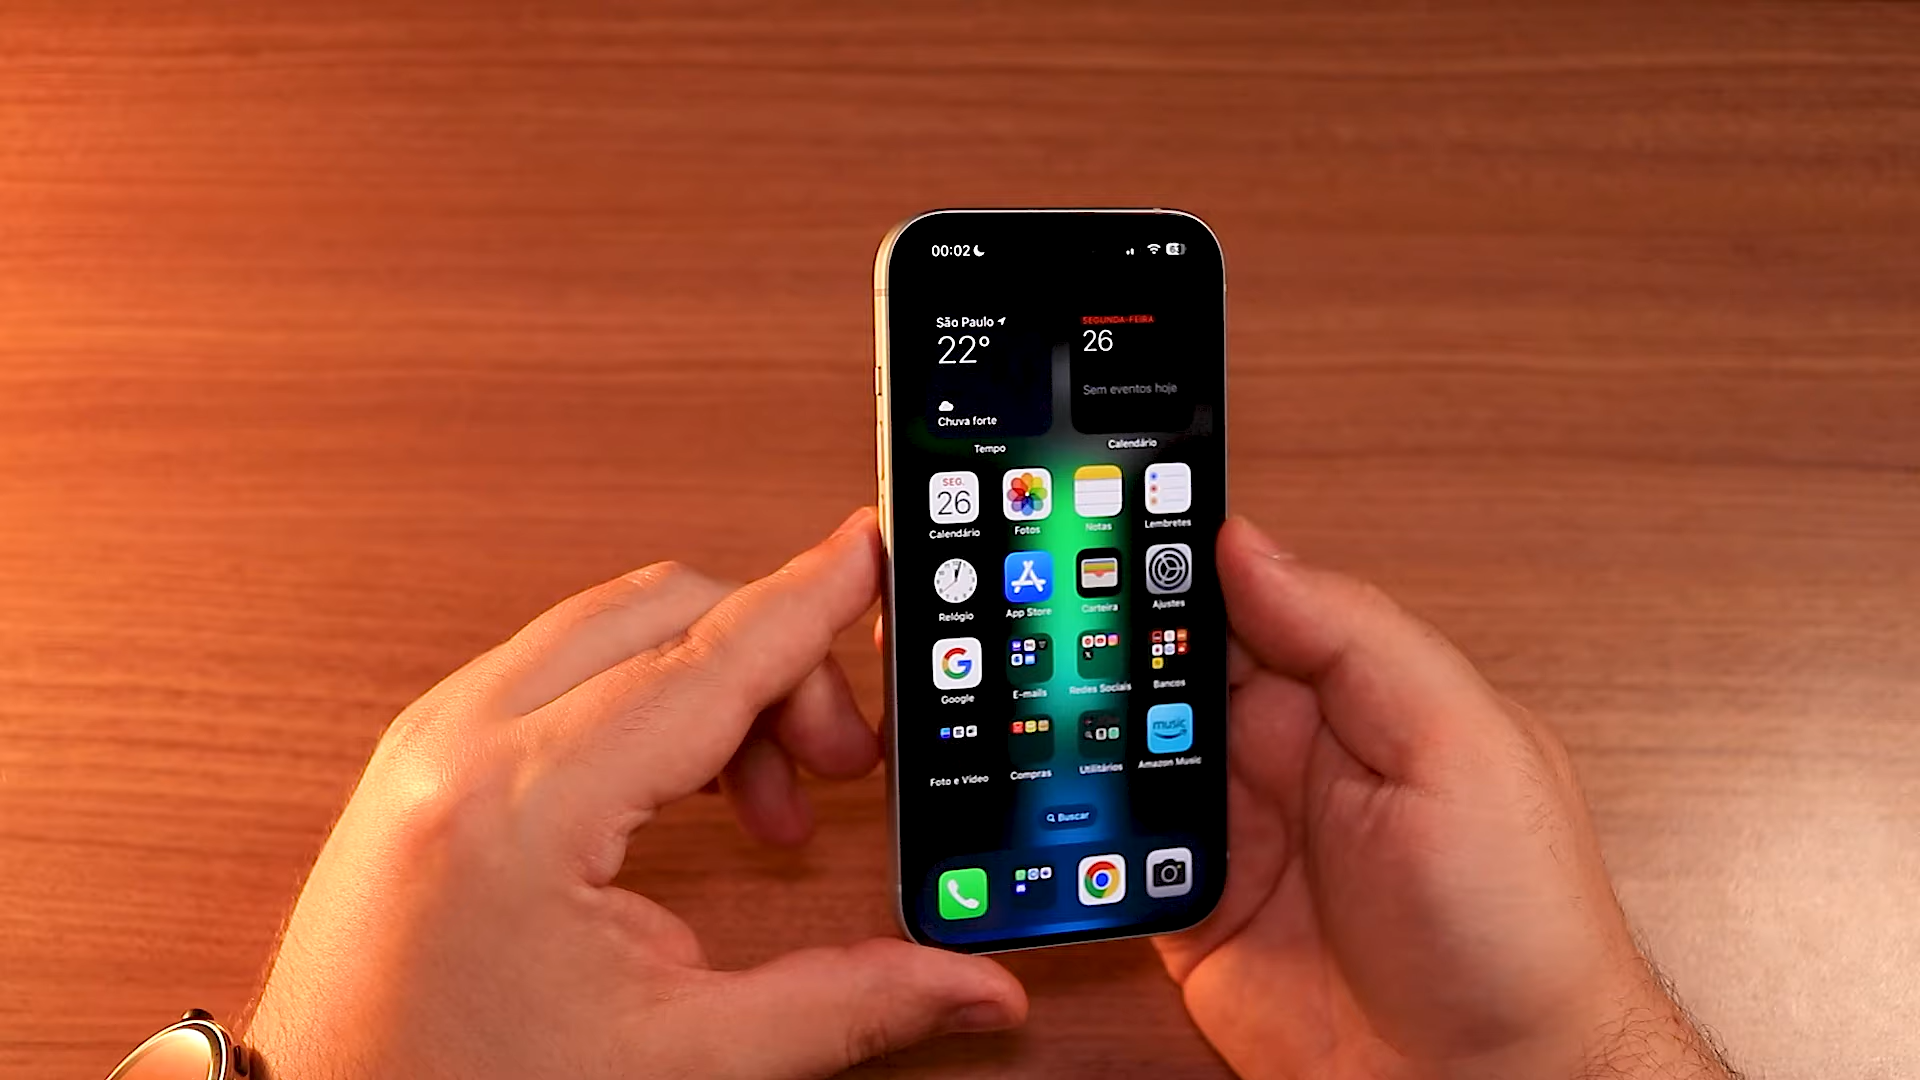 00:02
63
São Paulo
22°
Chuva forte
Tempo
SEGUNDA-FEIRA
26
Sem eventos hoje
Calendário
SEG.
26
Calendário
Fotos
Notas
Lembretes
Relógio
App Store
Carteira
Ajustes
Google
E-mails
Redes Sociais
Bancos
Foto e Vídeo
Compras
Utilitários
music
Amazon Music
Buscar